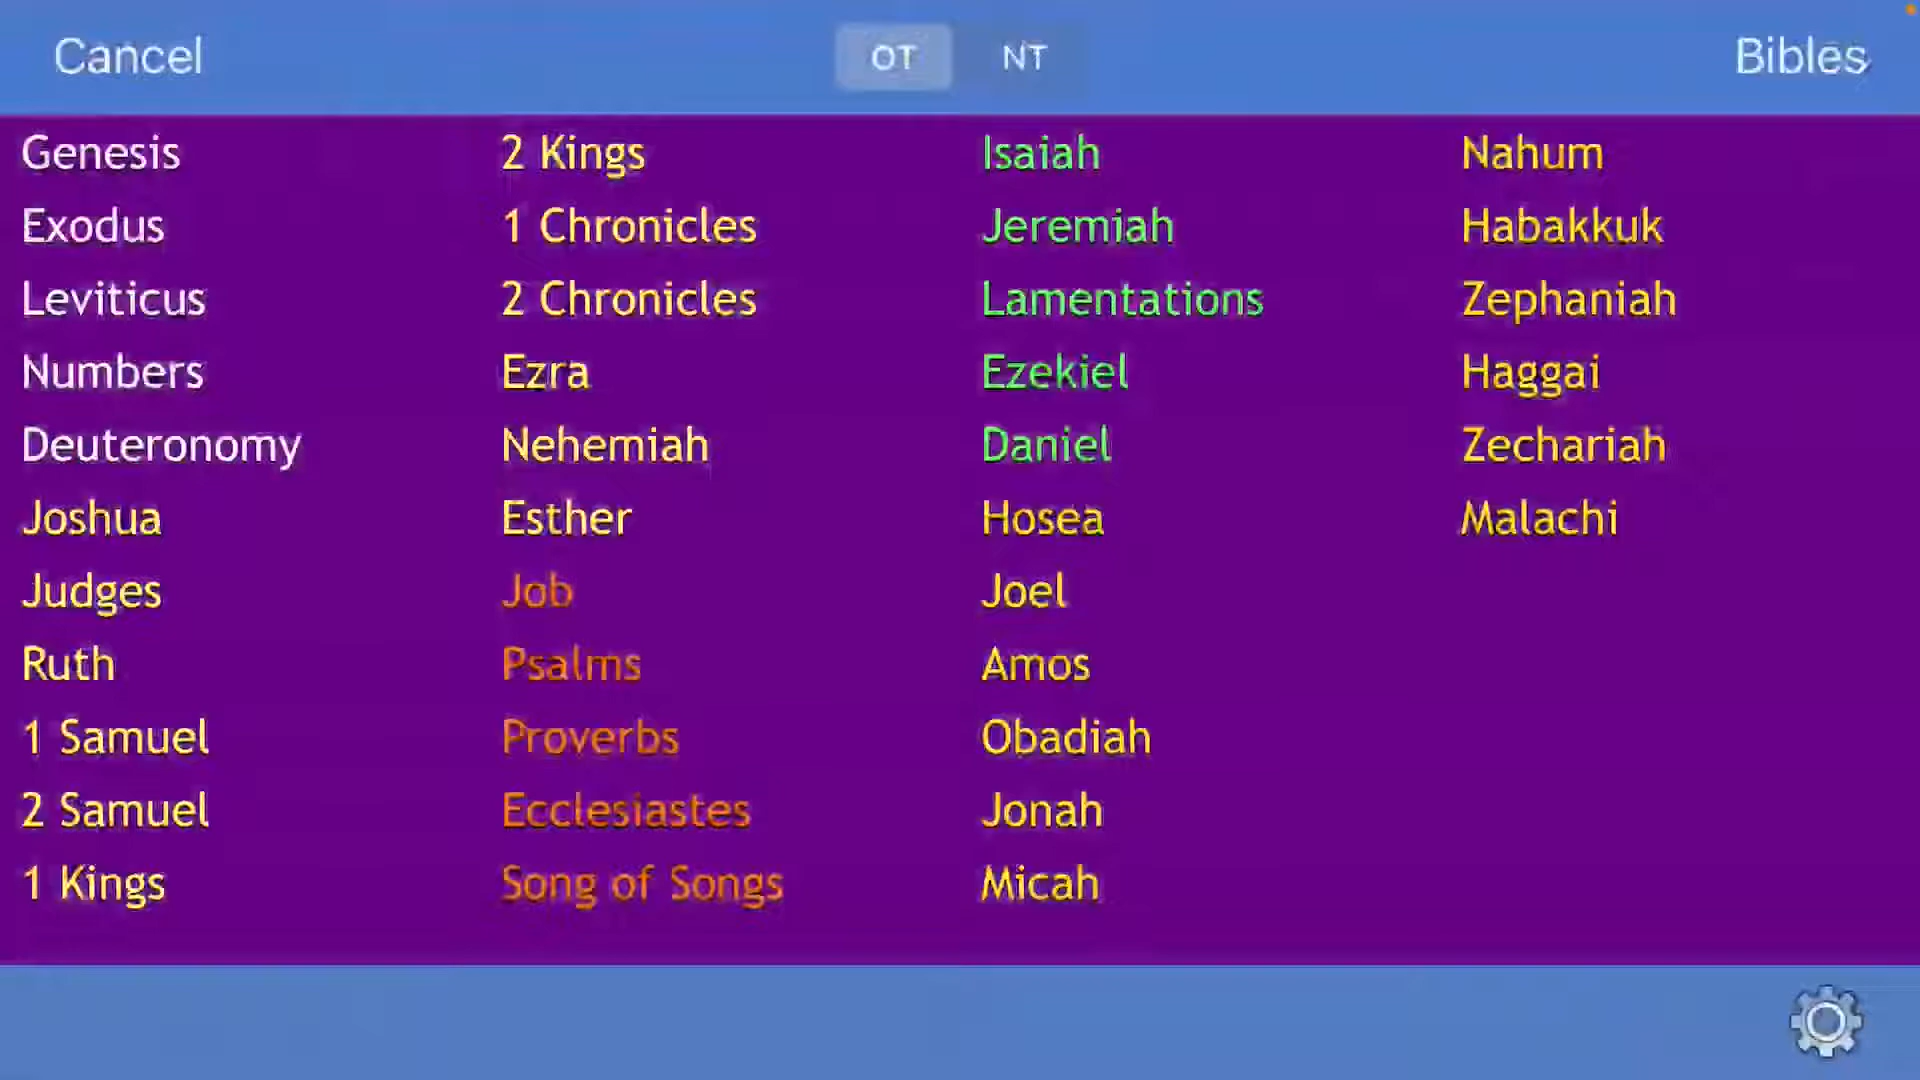 Cancel
OT
NT
Bibles
Genesis
Exodus
Leviticus
Numbers
Deuteronomy
Joshua
Judges
Ruth
1 Samuel
2 Samuel
1 Kings
2 Kings
1 Chronicles
2 Chronicles
Ezra
Nehemiah
Esther
Job
Psalms
Proverbs
Ecclesiastes
Song of Songs
Isaiah
Jeremiah
Lamentations
Ezekiel
Daniel
Hosea
Joel
Amos
Obadiah
Jonah
Micah
Nahum
Habakkuk
Zephaniah
Haggai
Zechariah
Malachi